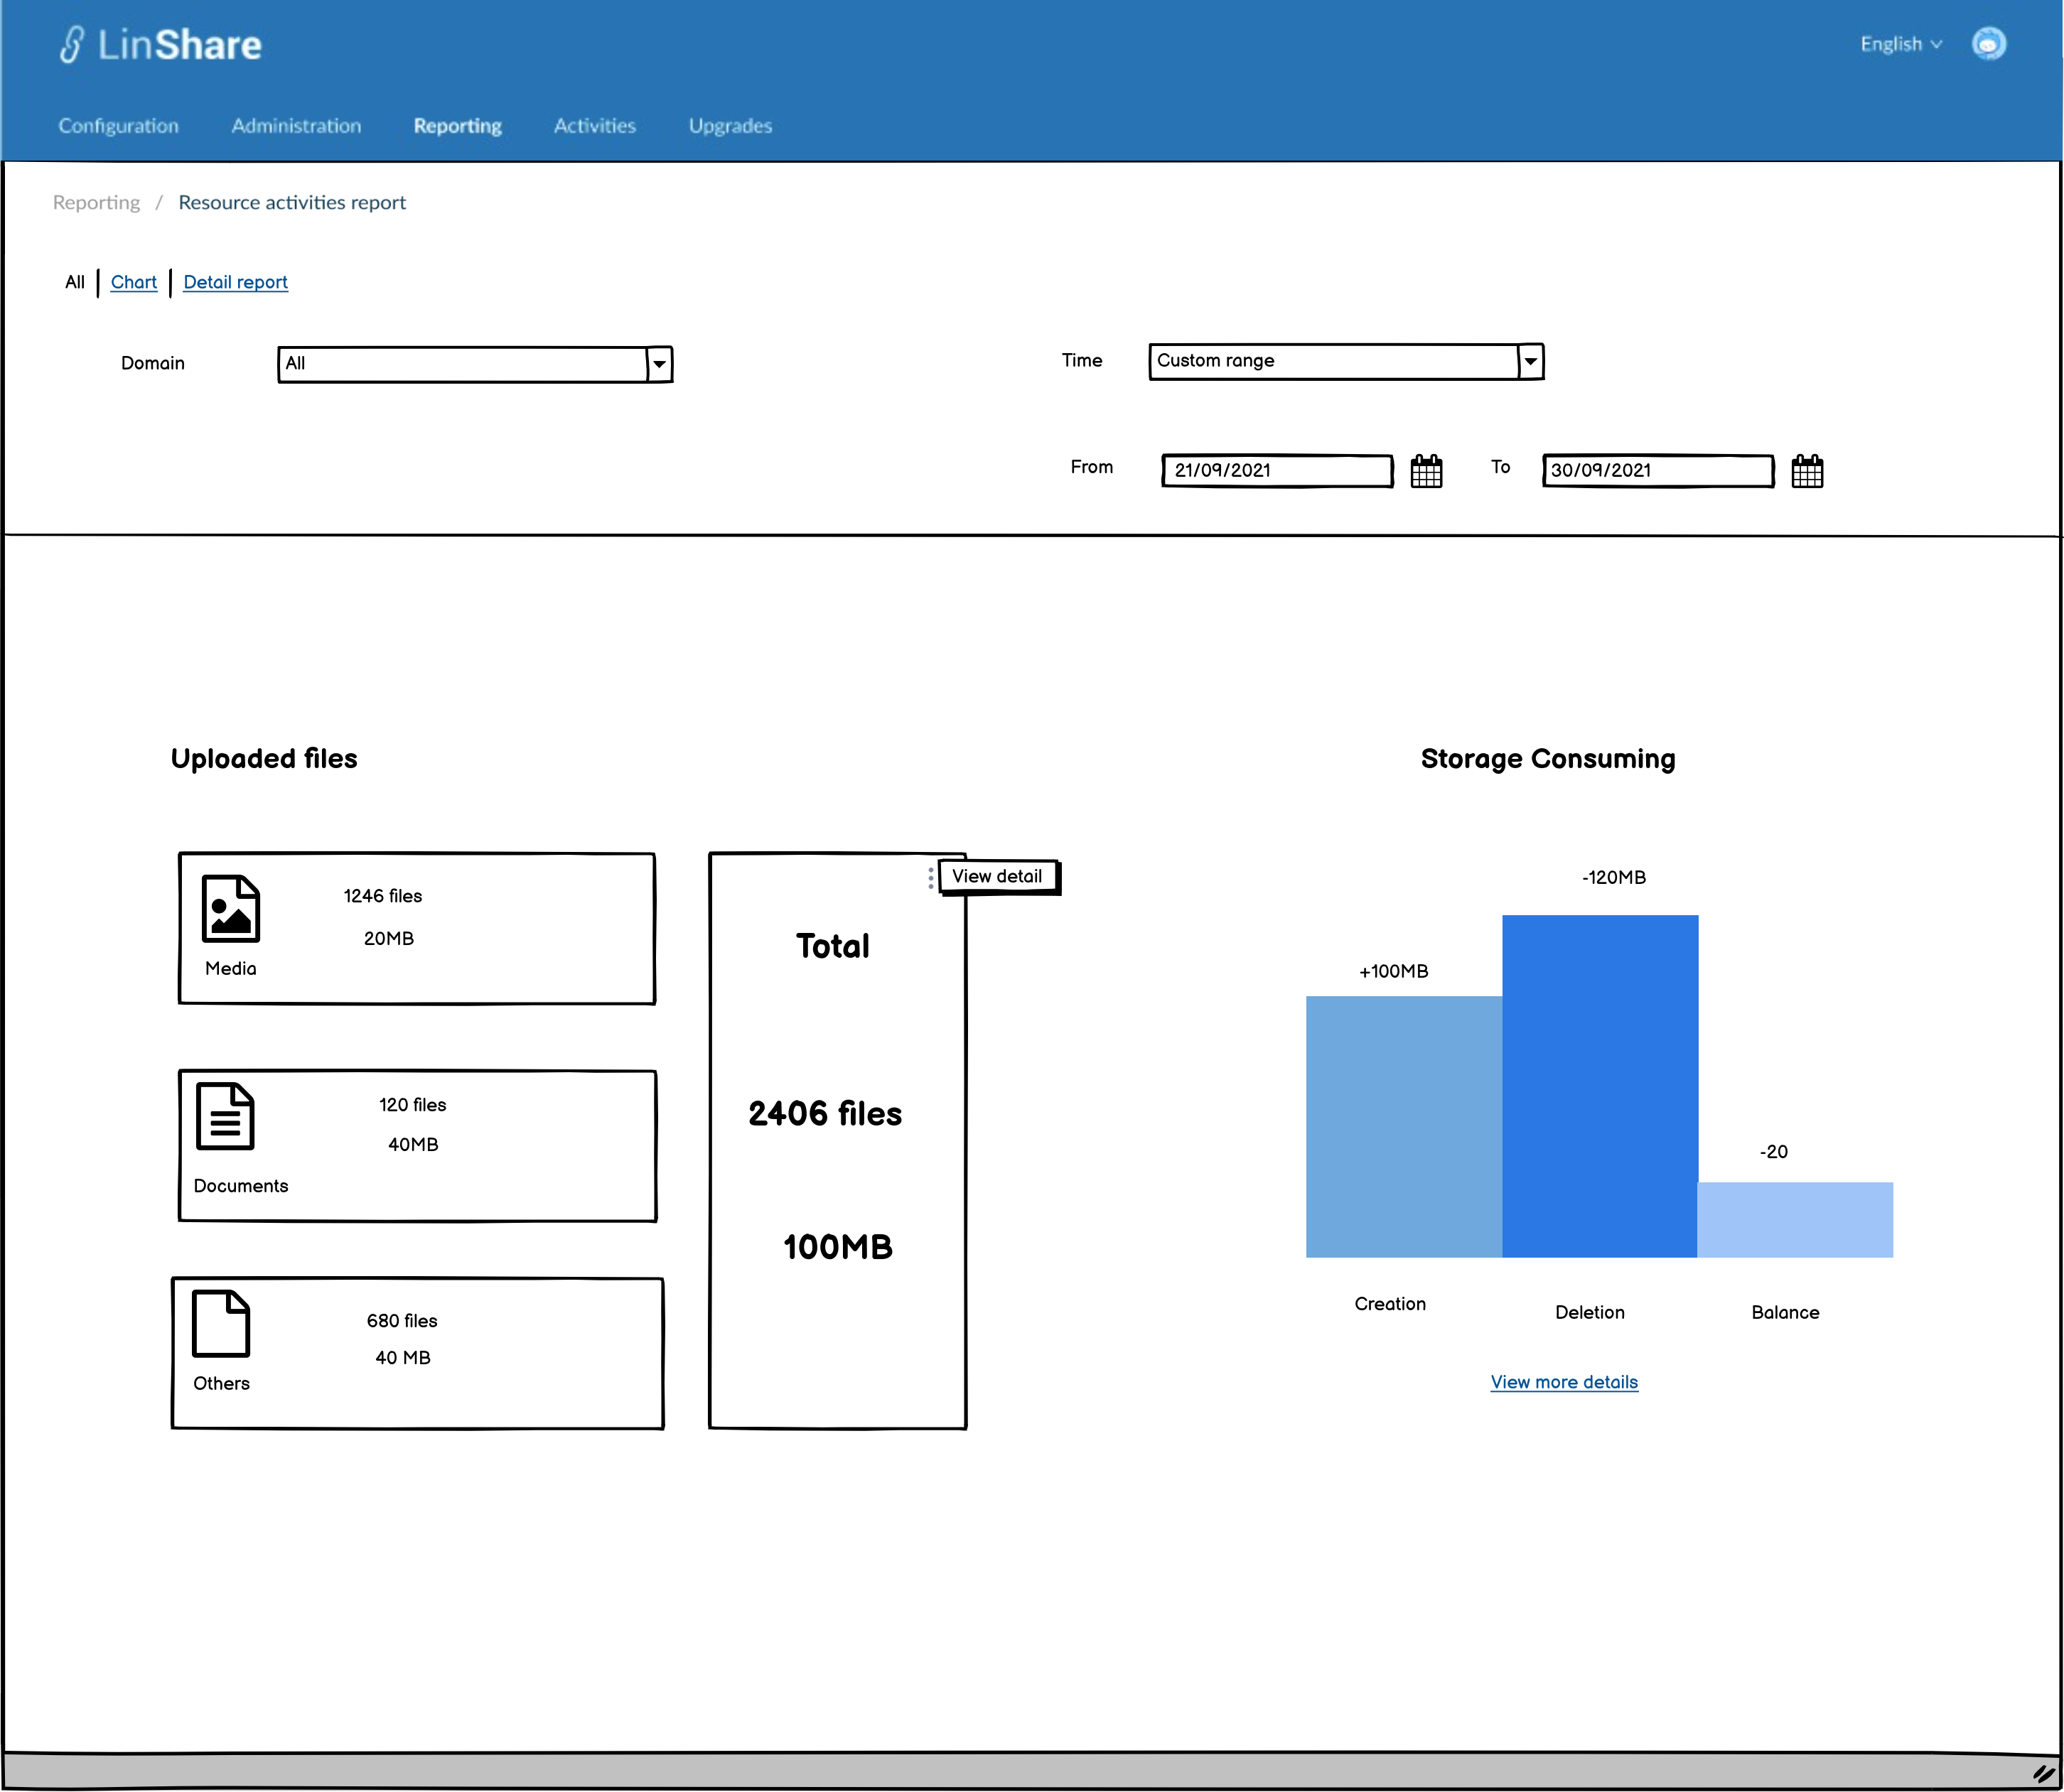 LinShare
English
Configuration Administration Reporting Activities Upgrades
Reporting / Resource activities report
All Chart Detail report
Domain All Time Custom range
From 21/09/2021 To 30/09/2021
Uploaded files
1246 files
20MB
Media
120 files
40MB
Documents
680 files
40 MB
Others
View detail
Total
2406 files
100MB
Storage Consuming
-120MB
+100MB
-20
Creation Deletion Balance
View more details